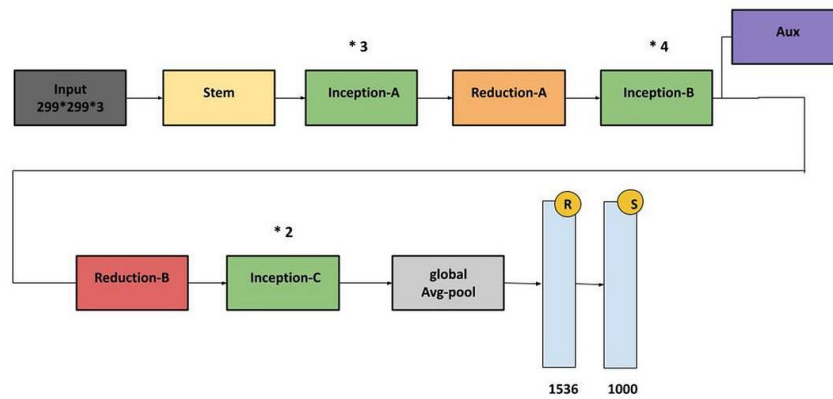 Aux
* 3
* 4
Input
299*299*3
Stem
Inception-A
Reduction-A
Inception-B
* 2
R
S
Reduction-B
Inception-C
global
Avg-pool
1536
1000